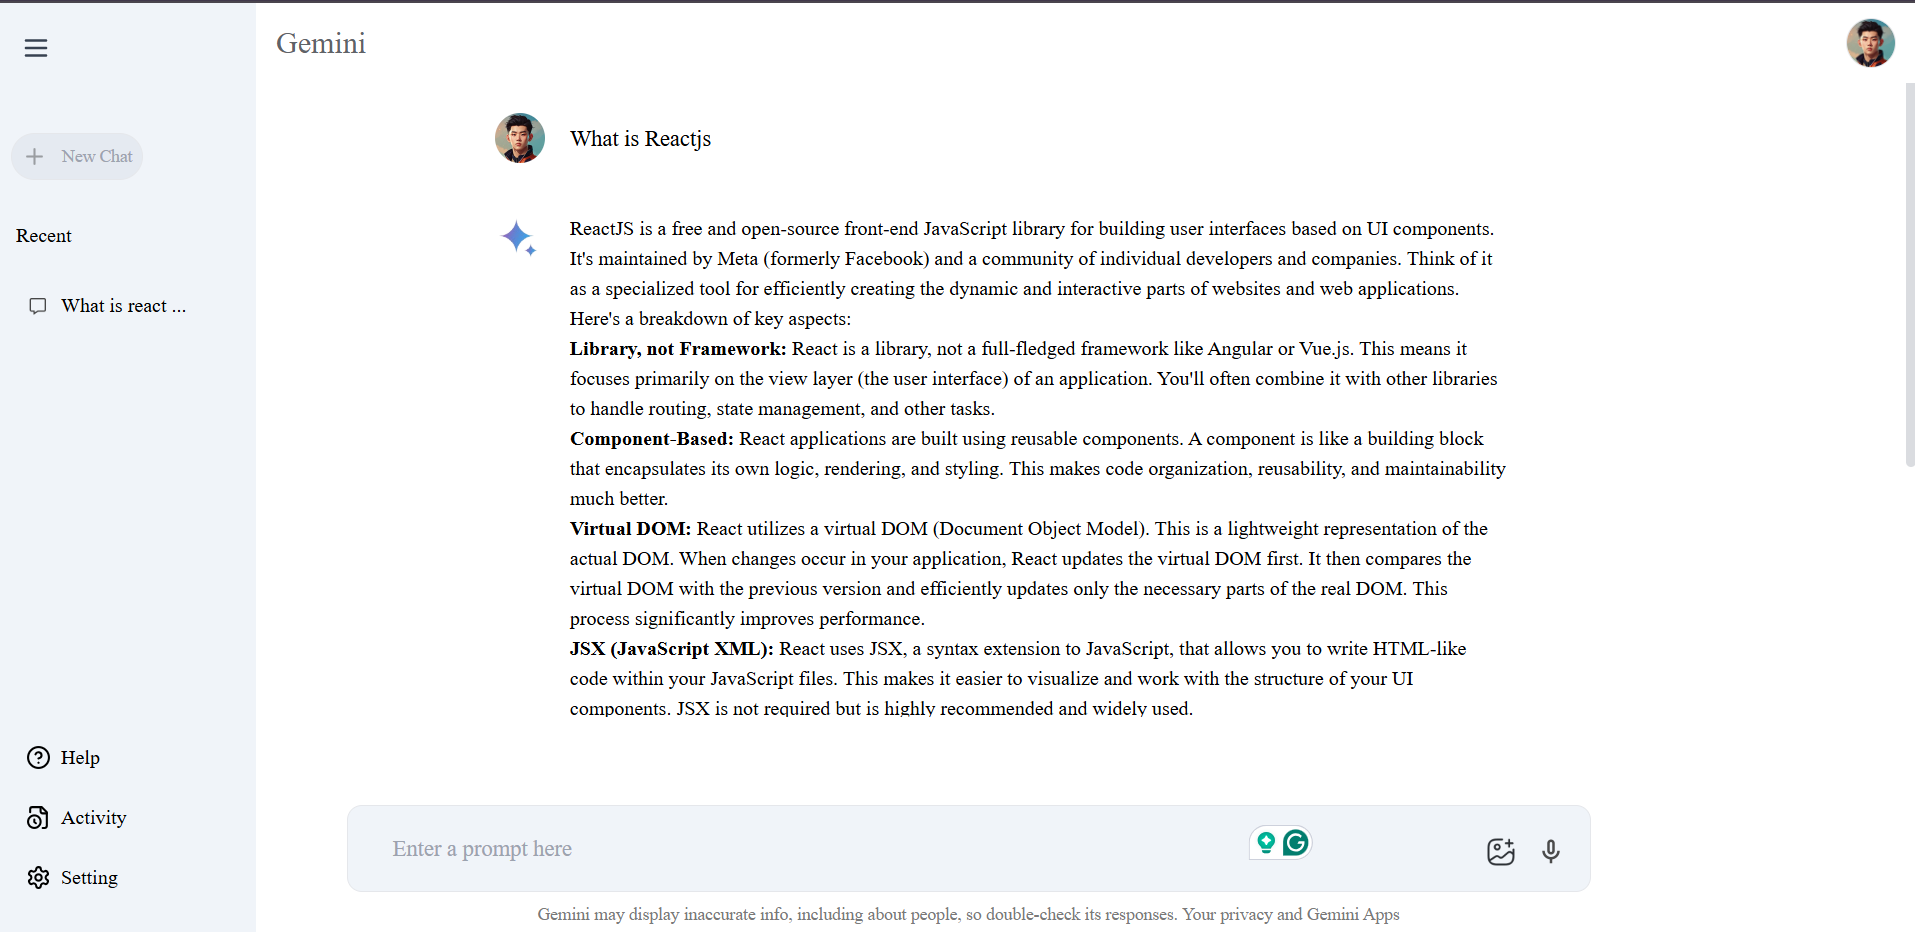 Gemini
New Chat
Recent
What is react ...
Help
Activity
Setting
What is Reactjs
ReactJS is a free and open-source front-end JavaScript library for building user interfaces based on UI components.
It's maintained by Meta (formerly Facebook) and a community of individual developers and companies. Think of it
as a specialized tool for efficiently creating the dynamic and interactive parts of websites and web applications.
Here's a breakdown of key aspects:
Library, not Framework: React is a library, not a full-fledged framework like Angular or Vue.js. This means it
focuses primarily on the view layer (the user interface) of an application. You'll often combine it with other libraries
to handle routing, state management, and other tasks.
Component-Based: React applications are built using reusable components. A component is like a building block
that encapsulates its own logic, rendering, and styling. This makes code organization, reusability, and maintainability
much better.
Virtual DOM: React utilizes a virtual DOM (Document Object Model). This is a lightweight representation of the
actual DOM. When changes occur in your application, React updates the virtual DOM first. It then compares the
virtual DOM with the previous version and efficiently updates only the necessary parts of the real DOM. This
process significantly improves performance.
JSX (JavaScript XML): React uses JSX, a syntax extension to JavaScript, that allows you to write HTML-like
code within your JavaScript files. This makes it easier to visualize and work with the structure of your UI
components. JSX is not required but is highly recommended and widely used.
Enter a prompt here
Gemini may display inaccurate info, including about people, so double-check its responses. Your privacy and Gemini Apps